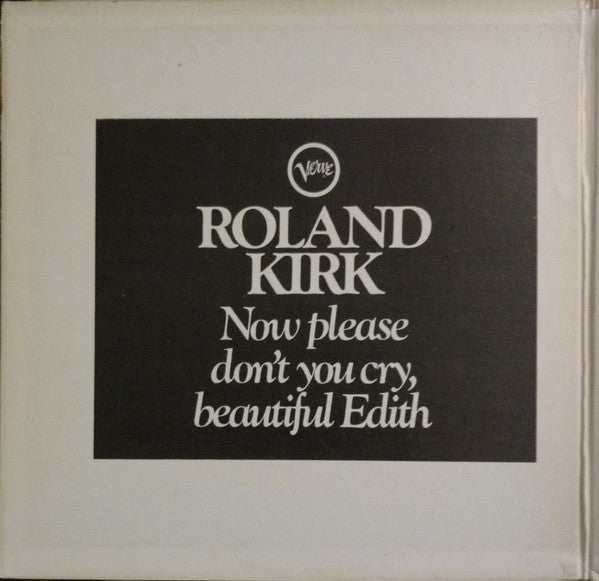 Verve
ROLAND
KIRK
Now please
don't you cry,
beautiful Edith